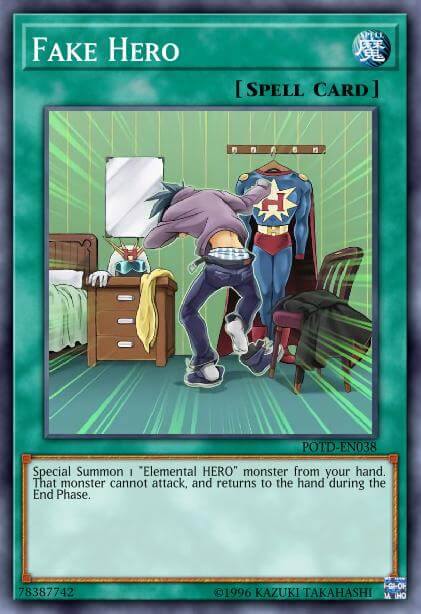 Fake Hero
魔
[ Spell Card ]
H
POTD-EN038
Special Summon 1 "Elemental HERO" monster from your hand.
That monster cannot attack, and returns to the hand during the
End Phase.
78387742
©1996 KAZUKI TAKAHASHI